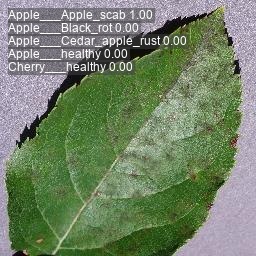 Apple___Apple_scab 1.00
Apple___Black_rot 0.00
Apple___Cedar_apple_rust 0.00
Apple___healthy 0.00
Cherry___healthy 0.00